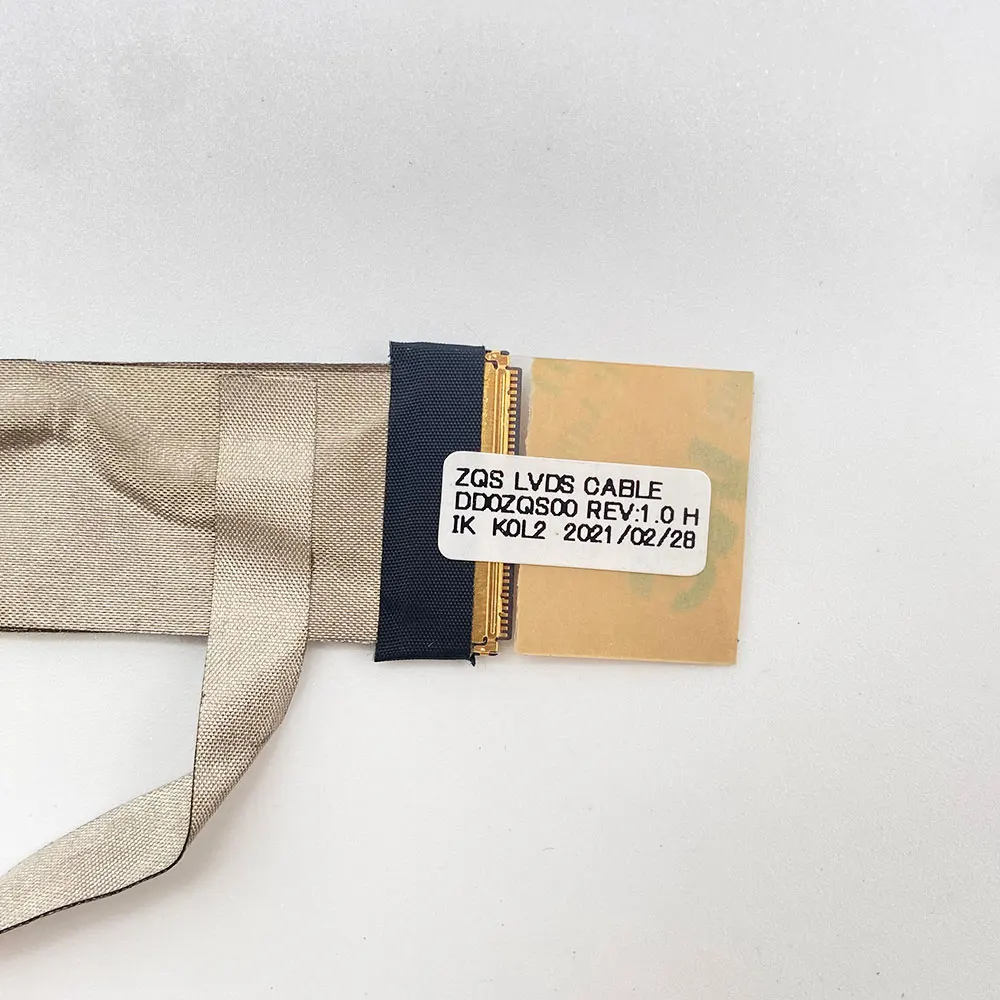 ZQS LVDS CABLE
DD0ZQS00 REV:1.0 H
IK K0L2 2021/02/28